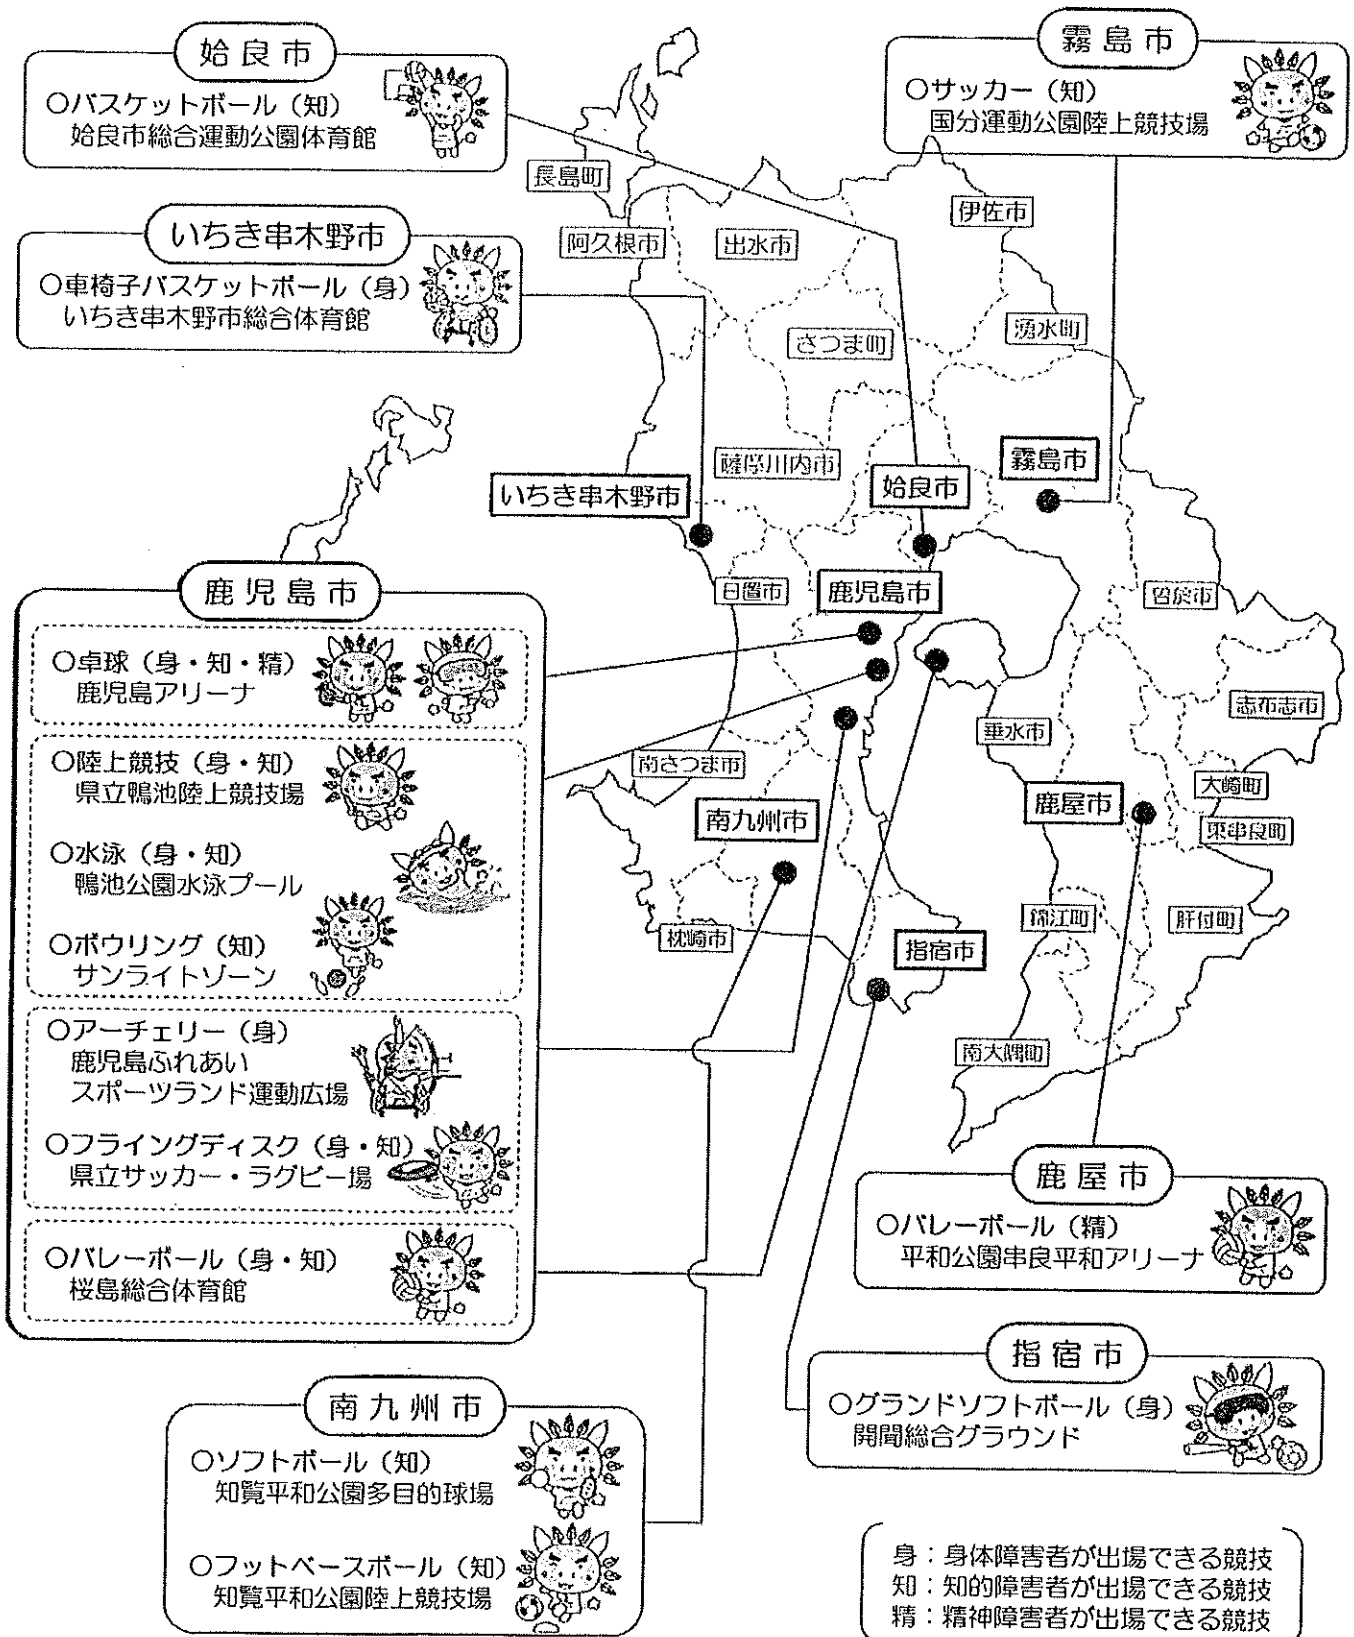 姶良市
○バスケットボール（知）
姶良市総合運動公園体育館
霧島市
○サッカー（知）
国分運動公園陸上競技場
いちき串木野市
○車椅子バスケットボール（身）
いちき串木野市総合体育館
長島町
阿久根市
出水市
伊佐市
さつま町
湧水町
薩摩川内市
いちき串木野市
姶良市
霧島市
日置市
鹿児島市
曽於市
志布志市
垂水市
南さつま市
大崎町
鹿屋市
東串良町
南九州市
錦江町
肝付町
枕崎市
指宿市
南大隅町
鹿児島市
○卓球（身・知・精）
鹿児島アリーナ
○陸上競技（身・知）
県立鴨池陸上競技場
○水泳（身・知）
鴨池公園水泳プール
○ボウリング（知）
サンライトゾーン
○アーチェリー（身）
鹿児島ふれあい
スポーツランド運動広場
○フライングディスク（身・知）
県立サッカー・ラグビー場
○バレーボール（身・知）
桜島総合体育館
鹿屋市
○バレーボール（精）
平和公園串良平和アリーナ
指宿市
○グランドソフトボール（身）
開聞総合グラウンド
南九州市
○ソフトボール（知）
知覧平和公園多目的球場
○フットベースボール（知）
知覧平和公園陸上競技場
身：身体障害者が出場できる競技
知：知的障害者が出場できる競技
精：精神障害者が出場できる競技